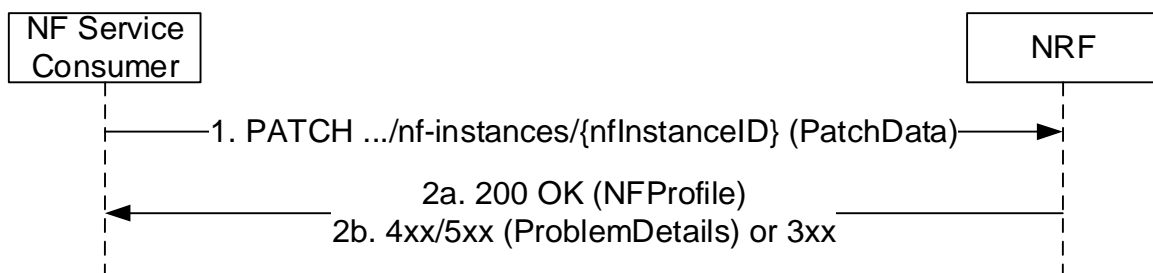 NF Service
Consumer
NRF
1. PATCH .../nf-instances/{nfInstanceID} (PatchData)
2a. 200 OK (NFProfile)
2b. 4xx/5xx (ProblemDetails) or 3xx